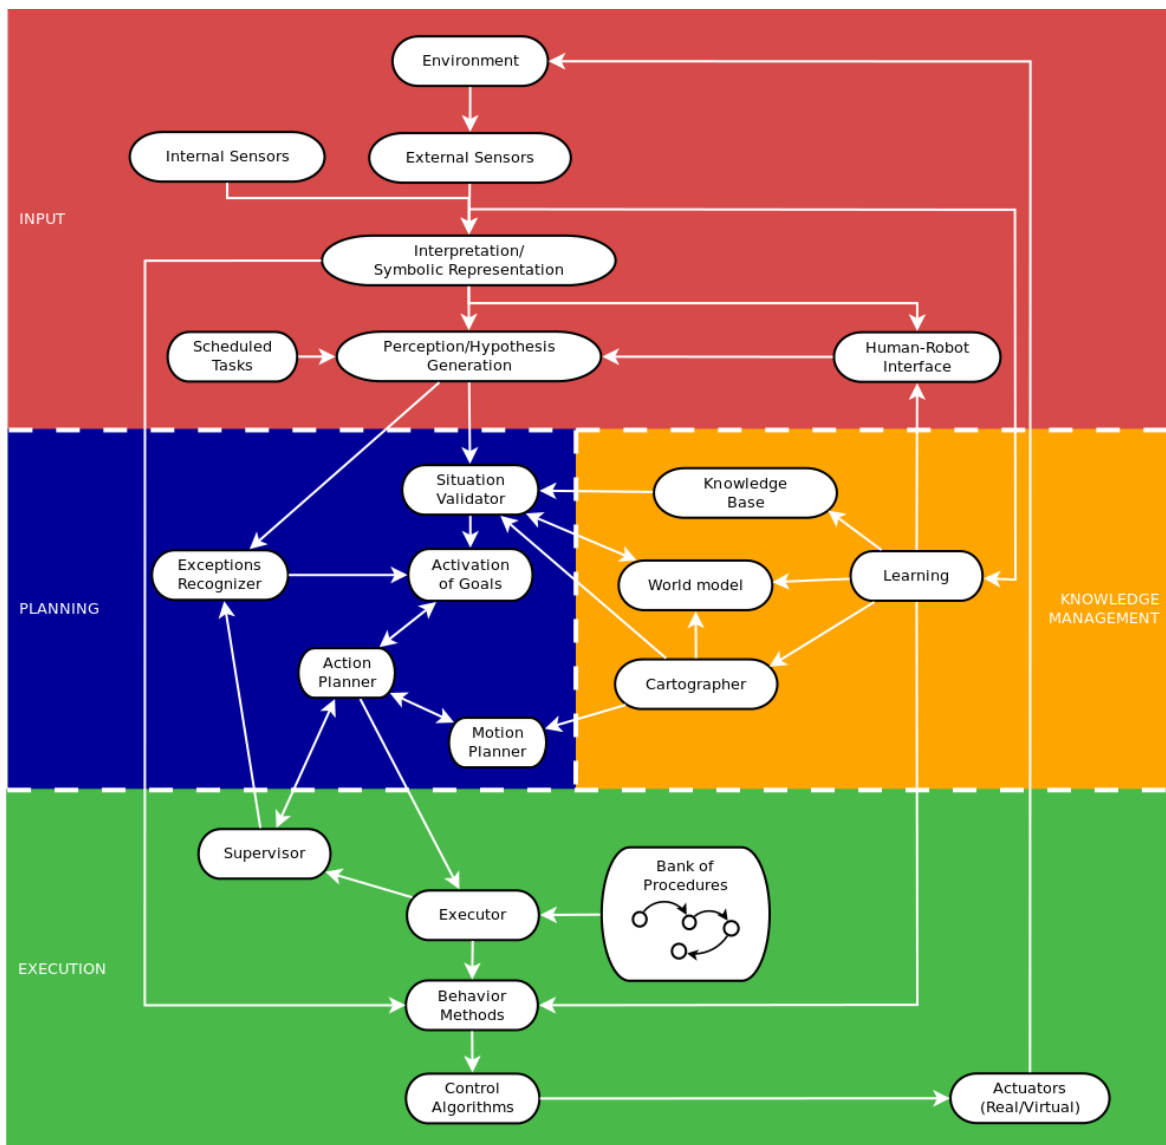 Environment
Internal Sensors
External Sensors
INPUT
Interpretation/
Symbolic Representation
Scheduled
Tasks
Perception/Hypothesis
Generation
Human-Robot
Interface
Situation
Validator
Knowledge
Base
Exceptions
Recognizer
Activation
of Goals
World model
Learning
PLANNING
KNOWLEDGE
MANAGEMENT
Action
Planner
Cartographer
Motion
Planner
Supervisor
Bank of
Procedures
Executor
EXECUTION
Behavior
Methods
Control
Algorithms
Actuators
(Real/Virtual)